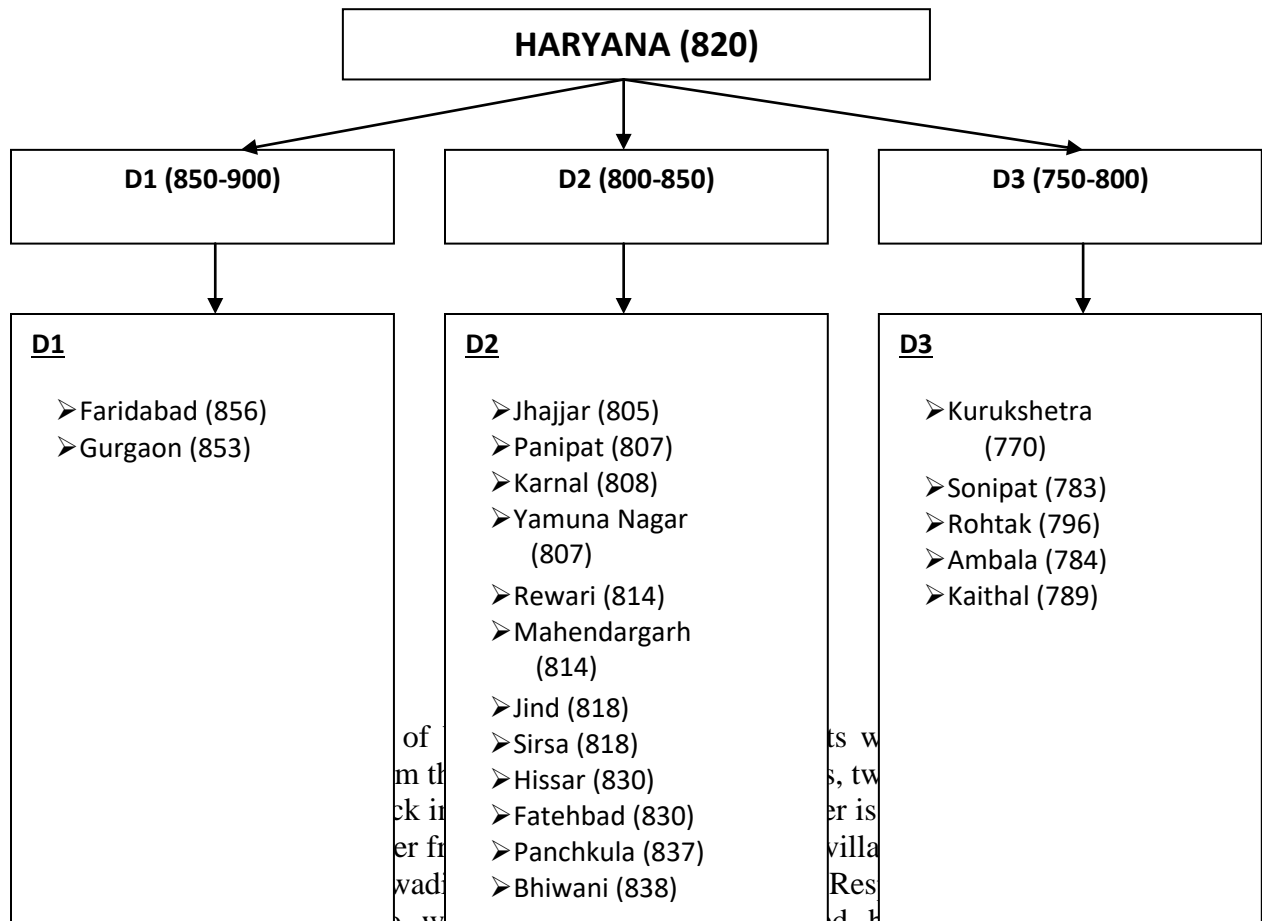 HARYANA (820)
D1 (850-900)
D2 (800-850)
D3 (750-800)
D1
➢Faridabad (856)
➢Gurgaon (853)
D2
➢Jhajjar (805)
➢Panipat (807)
➢Karnal (808)
➢Yamuna Nagar
(807)
➢Rewari (814)
➢Mahendargarh
(814)
➢Jind (818)
➢Sirsa (818)
➢Hissar (830)
➢Fatehbad (830)
➢Panchkula (837)
➢Bhiwani (838)
D3
➢Kurukshetra
(770)
➢Sonipat (783)
➢Rohtak (796)
➢Ambala (784)
➢Kaithal (789)
of